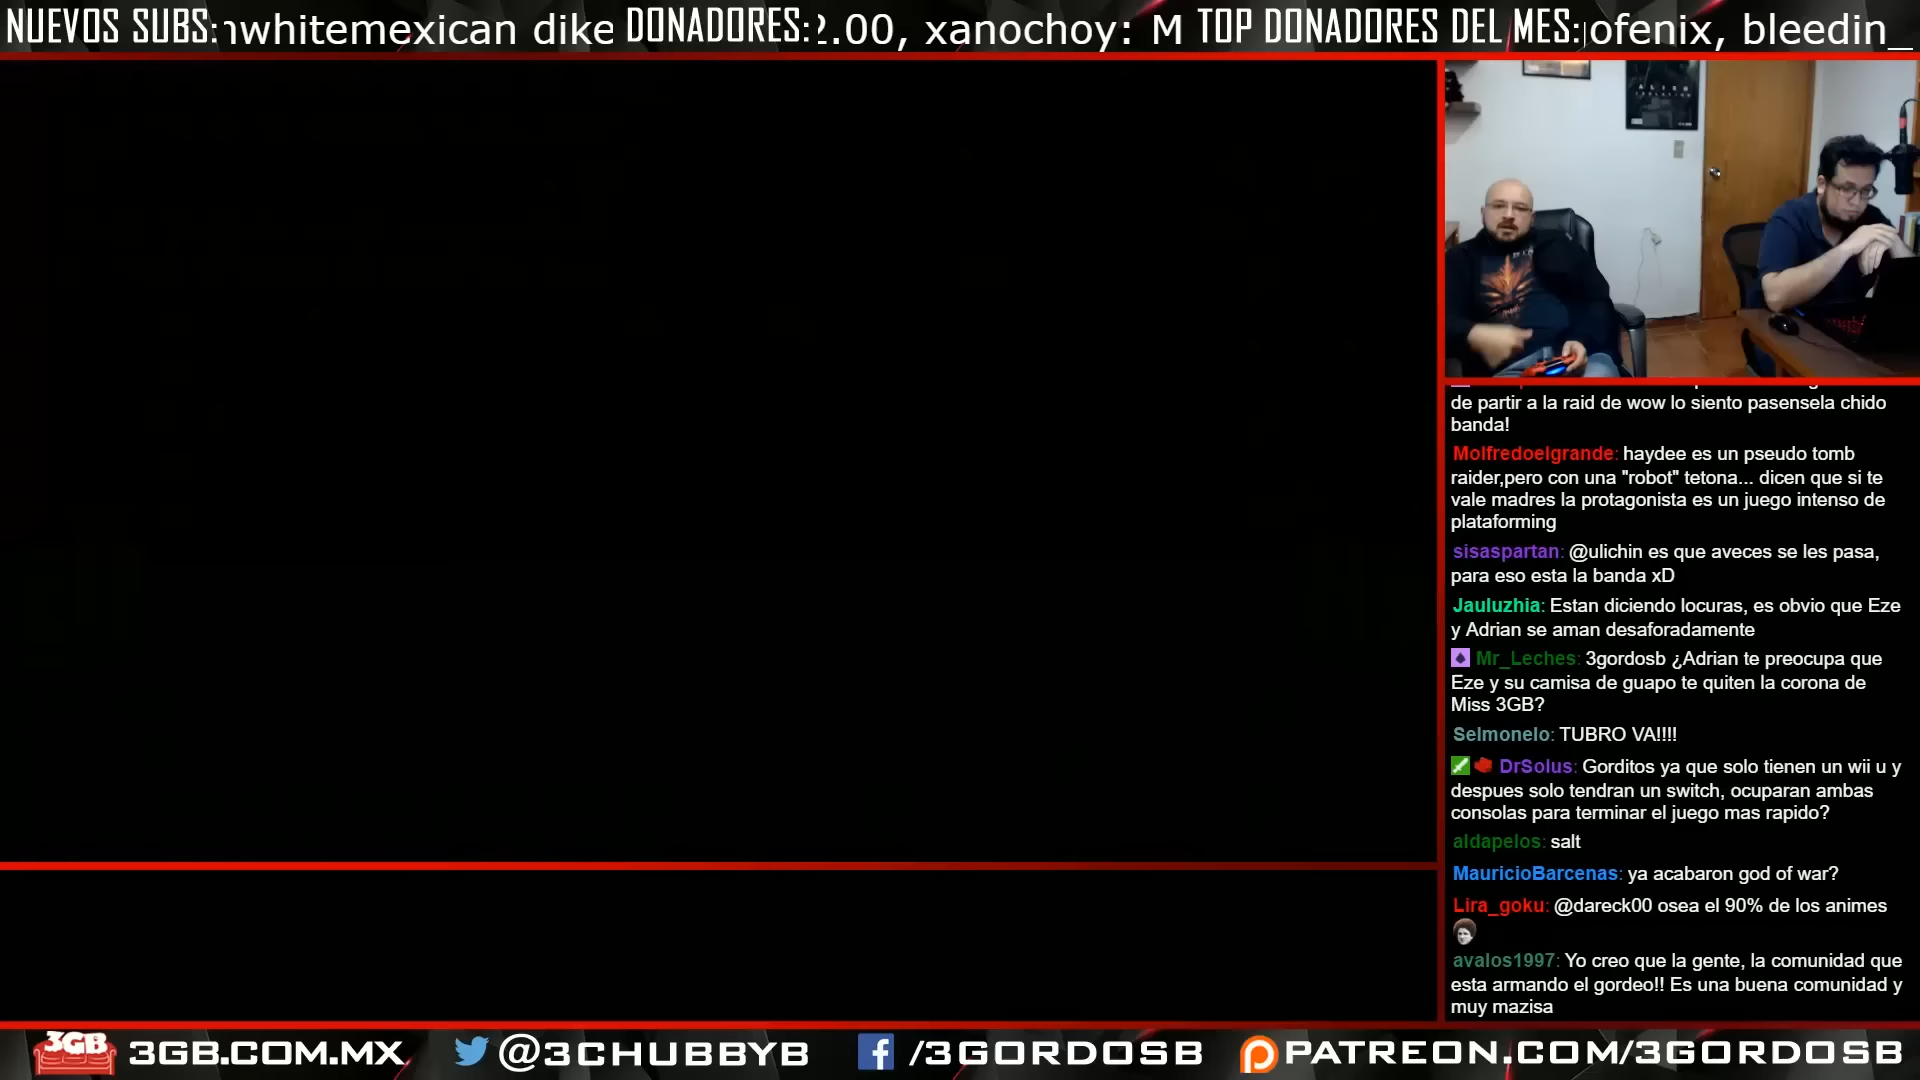 NUEVOS SUBS: nwhitemexican dike DONADORES: 2.00, xanochoy: M TOP DONADORES DEL MES: jofenix, bleedin_
ALIEN
de partir a la raid de wow lo siento pasensela chido
banda!
Molfredoelgrande: haydee es un pseudo tomb
raider,pero con una "robot" tetona... dicen que si te
vale madres la protagonista es un juego intenso de
plataforming
sisaspartan: @ulichin es que aveces se les pasa,
para eso esta la banda xD
Jauluzhia: Estan diciendo locuras, es obvio que Eze
y Adrian se aman desaforadamente
Mr_Leches: 3gordosb ¿Adrian te preocupa que
Eze y su camisa de guapo te quiten la corona de
Miss 3GB?
Selmonelo: TUBRO VA!!!!
DrSolus: Gorditos ya que solo tienen un wii u y
despues solo tendran un switch, ocuparan ambas
consolas para terminar el juego mas rapido?
aldapelos: salt
MauricioBarcenas: ya acabaron god of war?
Lira_goku: @dareck00 osea el 90% de los animes
avalos1997: Yo creo que la gente, la comunidad que
esta armando el gordeo!! Es una buena comunidad y
muy mazisa
3GB 3GB.COM.MX @3CHUBBYB /3GORDOSB PATREON.COM/3GORDOSB